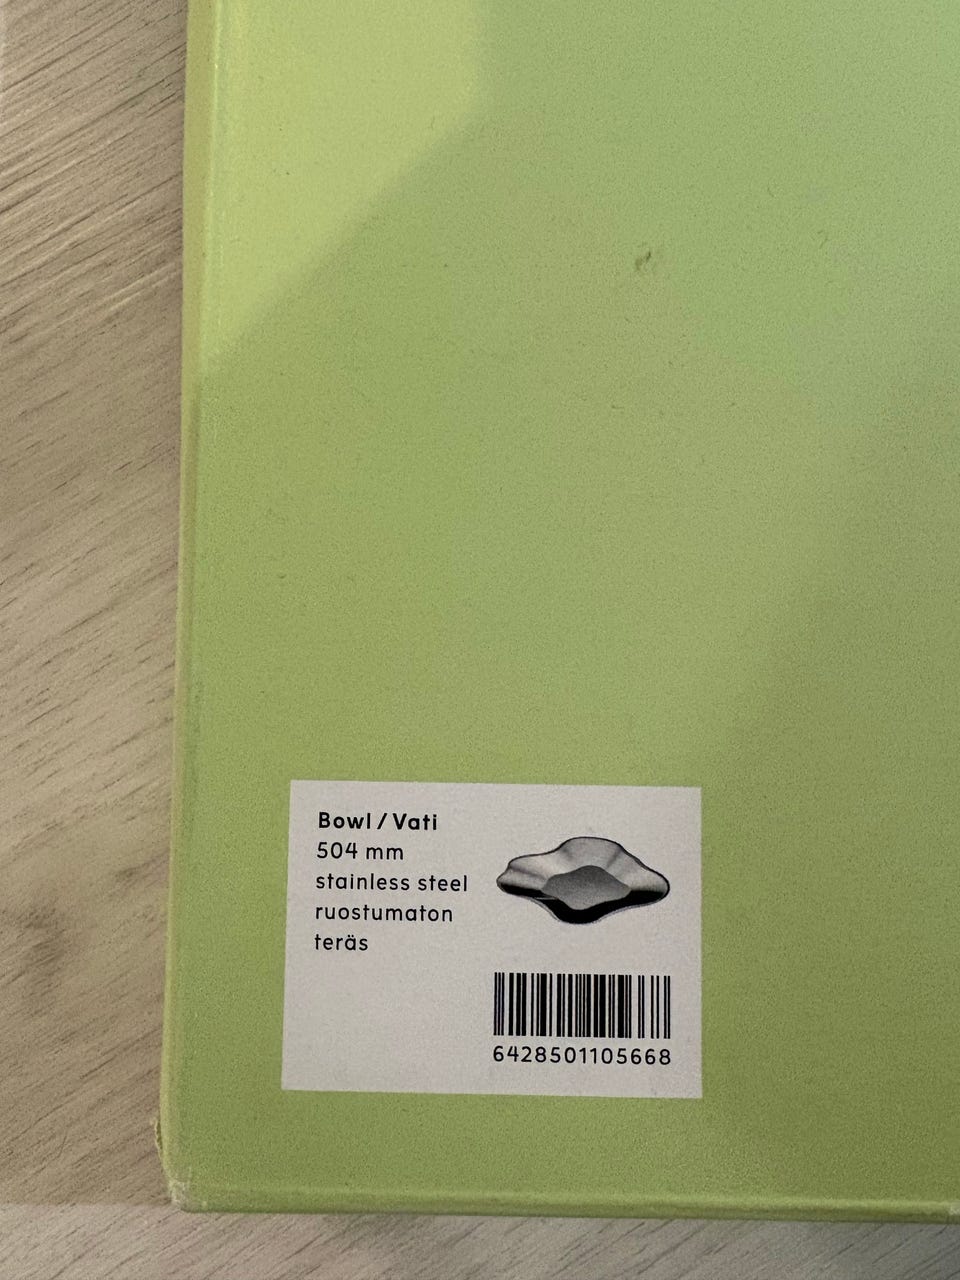 Bowl / Vati
504 mm
stainless steel
ruostumaton
teräs
6428501105668